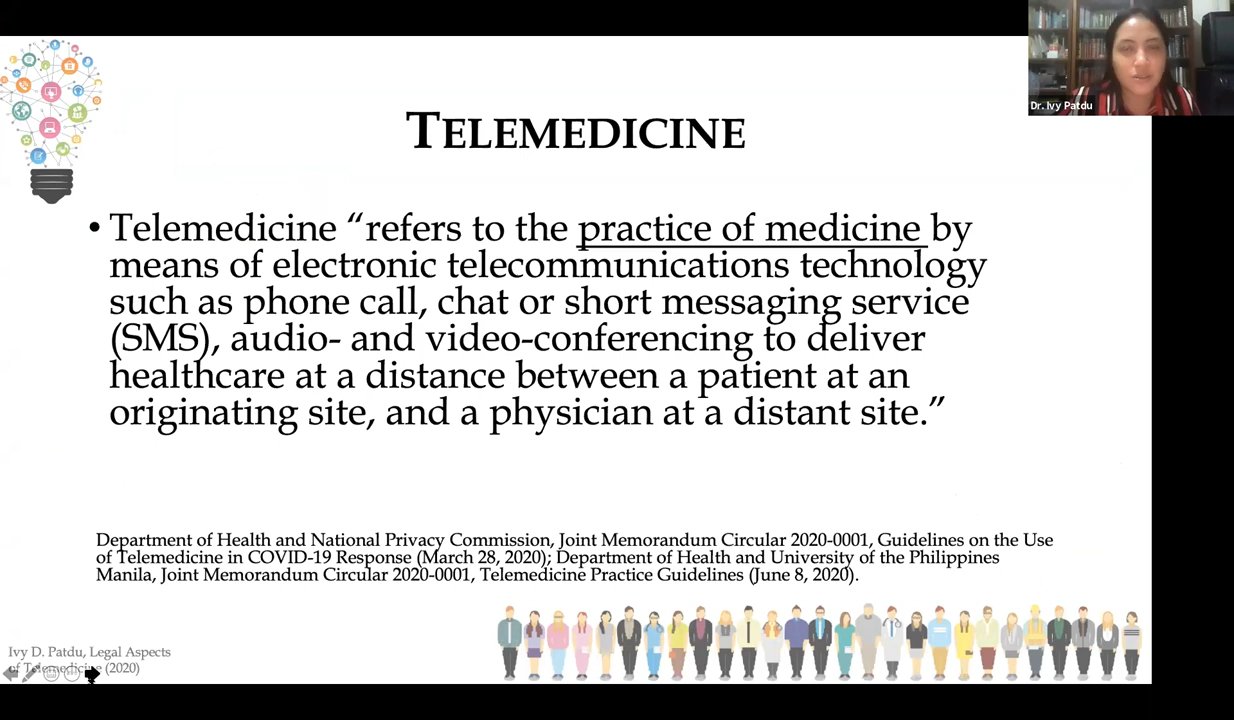 Dr. Ivy Patdu
TELEMEDICINE
• Telemedicine “refers to the practice of medicine by
means of electronic telecommunications technology
such as phone call, chat or short messaging service
(SMS), audio- and video-conferencing to deliver
healthcare at a distance between a patient at an
originating site, and a physician at a distant site.”
Department of Health and National Privacy Commission, Joint Memorandum Circular 2020-0001, Guidelines on the Use
of Telemedicine in COVID-19 Response (March 28, 2020); Department of Health and University of the Philippines
Manila, Joint Memorandum Circular 2020-0001, Telemedicine Practice Guidelines (June 8, 2020).
Ivy D. Patdu, Legal Aspects
of Telemedicine (2020)